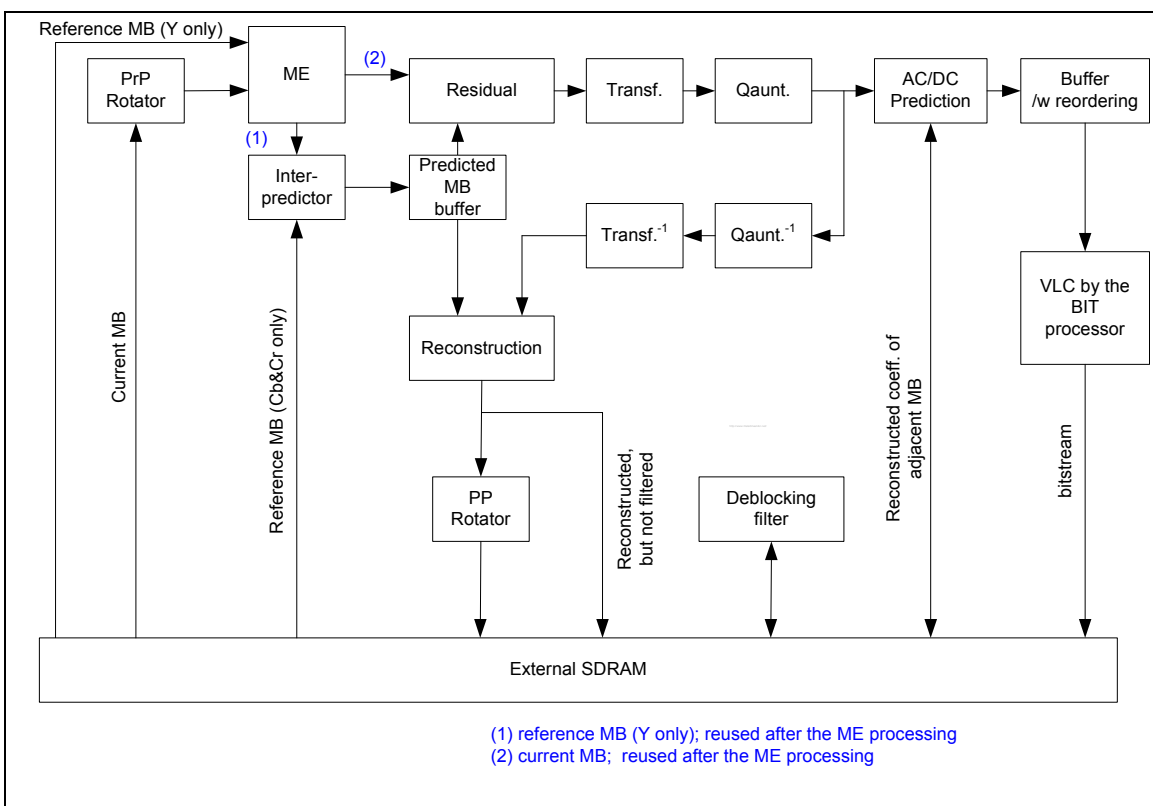 Reference MB (Y only)
PrP
Rotator
ME
(2)
Residual
Transf.
Qaunt.
AC/DC
Prediction
Buffer
/w reordering
(1)
Inter-
predictor
Predicted
MB
buffer
Transf.-1
Qaunt.-1
VLC by the
BIT
processor
Reconstruction
Current MB
Reference MB (Cb&Cr only)
PP
Rotator
Reconstructed,
but not filtered
Deblocking
filter
Reconstructed coeff. of
adjacent MB
bitstream
External SDRAM
(1) reference MB (Y only); reused after the ME processing
(2) current MB; reused after the ME processing